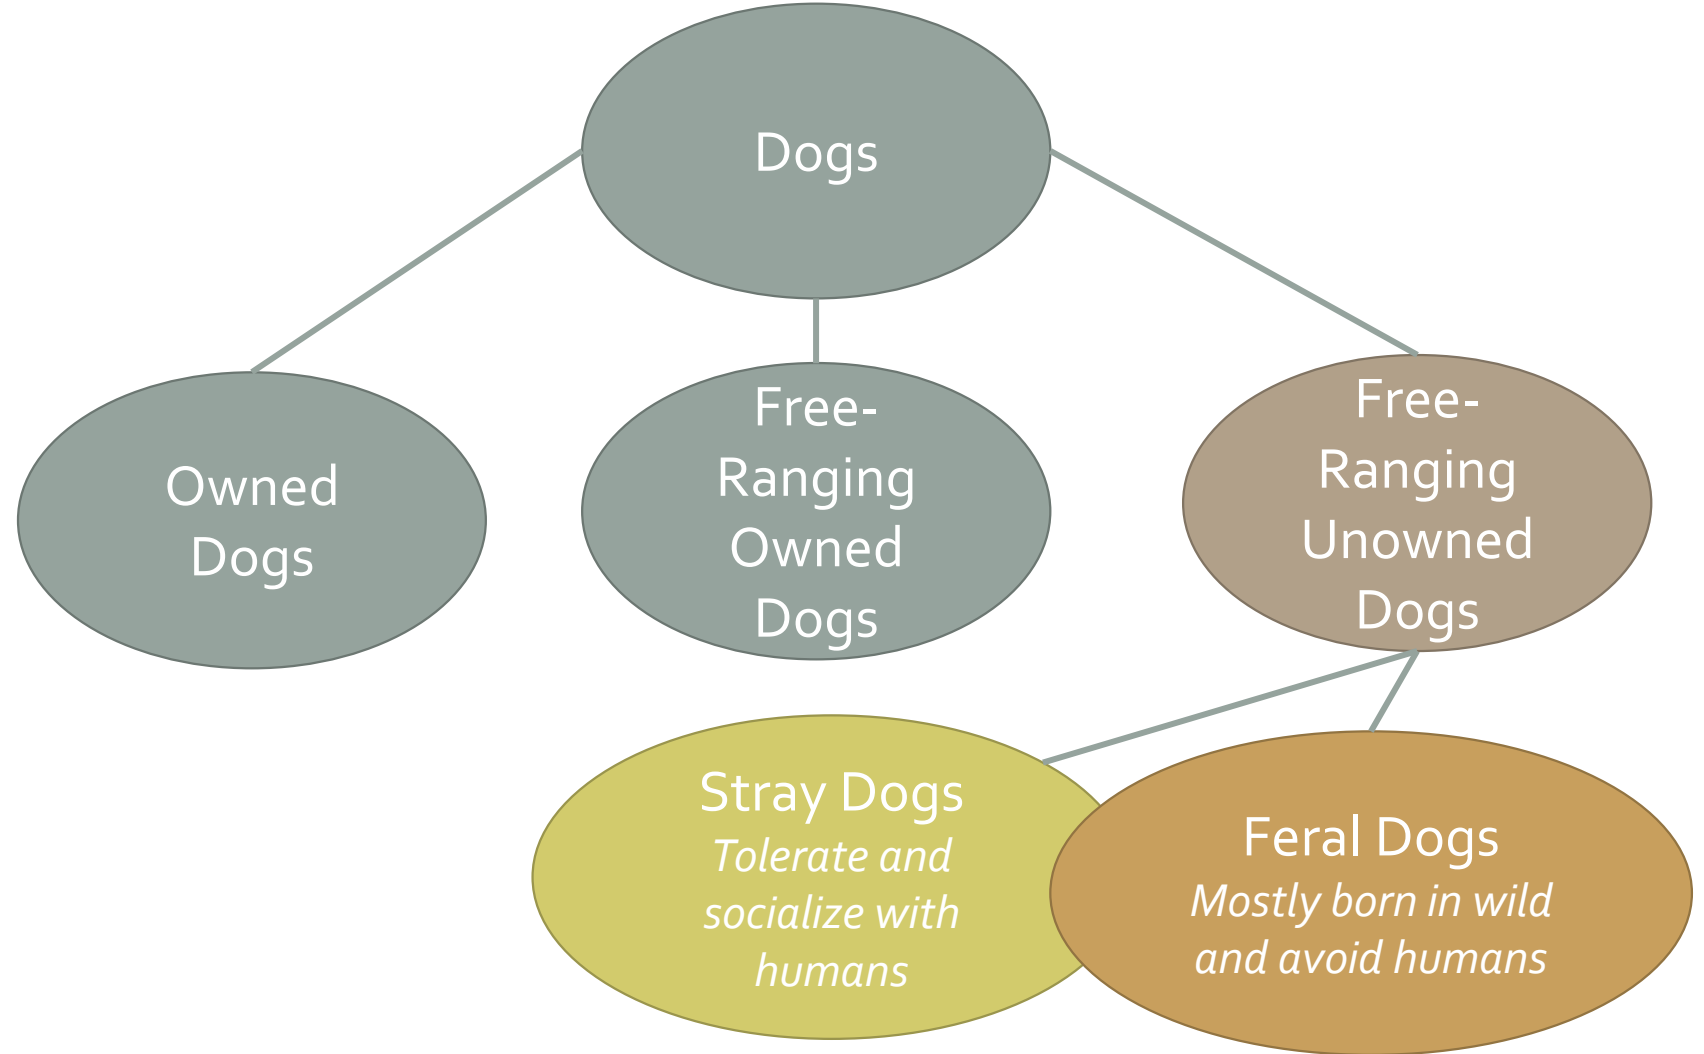 Dogs
Owned
Dogs
Free-
Ranging
Owned
Dogs
Free-
Ranging
Unowned
Dogs
Stray Dogs
Tolerate and
socialize with
humans
Feral Dogs
Mostly born in wild
and avoid humans